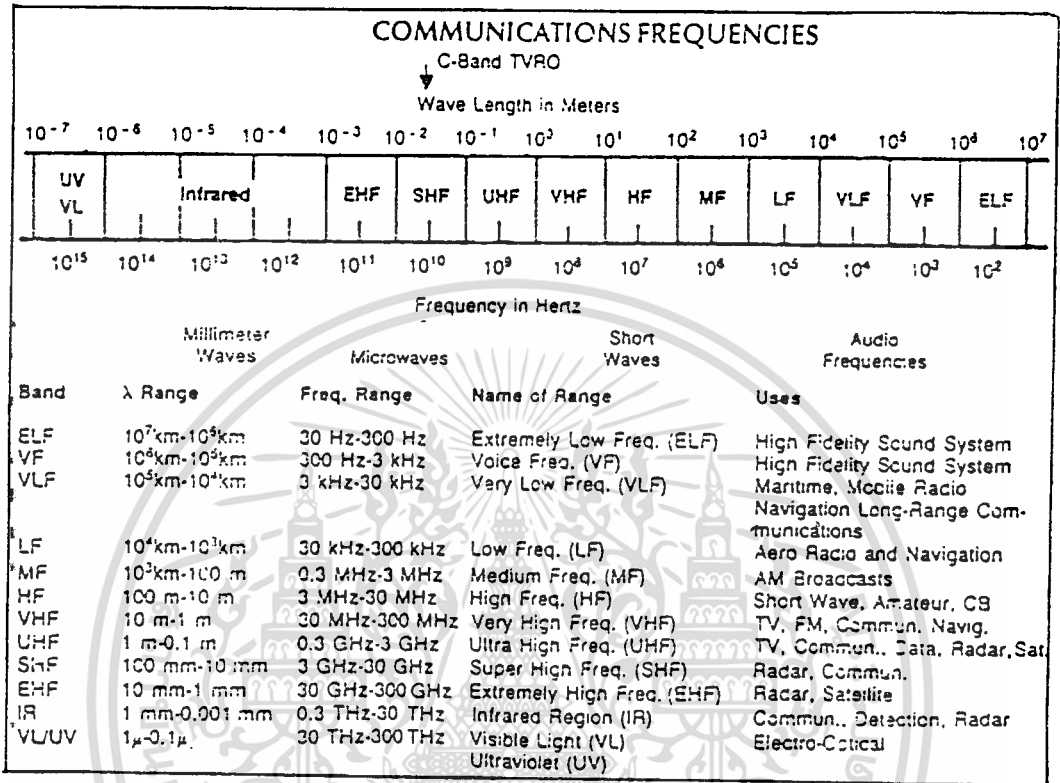 COMMUNICATIONS FREQUENCIES
C-Band TVRO
Wave Length in Meters
10⁻⁷ 10⁻⁶ 10⁻⁵ 10⁻⁴ 10⁻³ 10⁻² 10⁻¹ 10³ 10¹ 10² 10³ 10⁴ 10⁵ 10⁶ 10⁷
UV VL Infrared EHF SHF UHF VHF HF MF LF VLF VF ELF
10¹⁵ 10¹⁴ 10¹³ 10¹² 10¹¹ 10¹⁰ 10⁹ 10⁸ 10⁷ 10⁶ 10⁵ 10⁴ 10³ 10²
Frequency in Hertz
Millimeter Waves Microwaves Short Waves Audio Frequencies
Band λ Range Freq. Range Name of Range Uses
ELF 10⁷km-10⁶km 30 Hz-300 Hz Extremely Low Freq. (ELF) High Fidelity Sound System
VF 10⁶km-10⁵km 300 Hz-3 kHz Voice Freq. (VF) High Fidelity Sound System
VLF 10⁵km-10⁴km 3 kHz-30 kHz Very Low Freq. (VLF) Maritime, Mobile Radio
Navigation Long-Range Com-
munications
LF 10⁴km-10³km 30 kHz-300 kHz Low Freq. (LF) Aero Radio and Navigation
MF 10³km-100 m 0.3 MHz-3 MHz Medium Freq. (MF) AM Broadcasts
HF 100 m-10 m 3 MHz-30 MHz High Freq. (HF) Short Wave, Amateur, CB
VHF 10 m-1 m 30 MHz-300 MHz Very High Freq. (VHF) TV, FM, Commun. Navig.
UHF 1 m-0.1 m 0.3 GHz-3 GHz Ultra High Freq. (UHF) TV, Commun., Data, Radar, Sat.
SHF 100 mm-10 mm 3 GHz-30 GHz Super High Freq. (SHF) Radar, Commun.
EHF 10 mm-1 mm 30 GHz-300 GHz Extremely High Freq. (EHF) Radar, Satellite
IR 1 mm-0.001 mm 0.3 THz-30 THz Infrared Region (IR) Commun., Detection, Radar
VL/UV 1μ-0.1μ 30 THz-300 THz Visible Light (VL) Electro-Optical
Ultraviolet (UV)